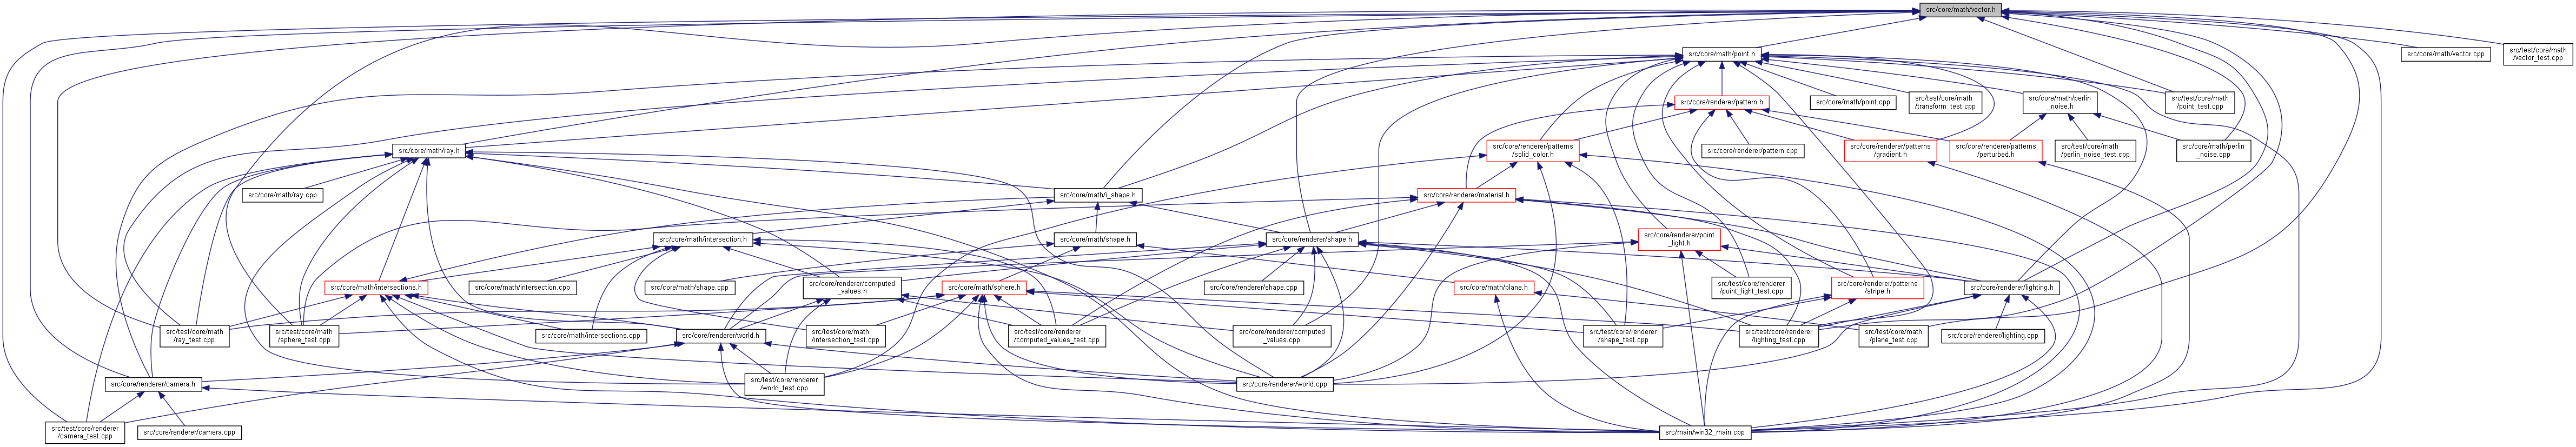 src/core/math/vector.h
src/core/math/point.h
src/core/math/vector.cpp
src/test/core/math
/vector_test.cpp
src/core/renderer/pattern.h
src/core/math/point.cpp
src/test/core/math
/transform_test.cpp
src/core/math/perlin
_noise.h
src/test/core/math
/point_test.cpp
src/core/math/ray.h
src/core/renderer/patterns
/solid_color.h
src/core/renderer/pattern.cpp
src/core/renderer/patterns
/gradient.h
src/core/renderer/patterns
/perturbed.h
src/test/core/math
/perlin_noise_test.cpp
src/core/math/perlin
_noise.cpp
src/core/math/ray.cpp
src/core/math/i_shape.h
src/core/renderer/material.h
src/core/math/intersection.h
src/core/math/shape.h
src/core/renderer/shape.h
src/core/renderer/point
_light.h
src/core/math/intersections.h
src/core/math/intersection.cpp
src/core/math/shape.cpp
src/core/renderer/computed
_values.h
src/core/math/sphere.h
src/core/renderer/shape.cpp
src/core/math/plane.h
src/test/core/renderer
/point_light_test.cpp
src/core/renderer/patterns
/stripe.h
src/core/renderer/lighting.h
src/test/core/math
/ray_test.cpp
src/test/core/math
/sphere_test.cpp
src/core/math/intersections.cpp
src/core/renderer/world.h
src/test/core/math
/intersection_test.cpp
src/test/core/renderer
/computed_values_test.cpp
src/core/renderer/computed
_values.cpp
src/test/core/renderer
/shape_test.cpp
src/test/core/renderer
/lighting_test.cpp
src/test/core/math
/plane_test.cpp
src/core/renderer/lighting.cpp
src/core/renderer/camera.h
src/test/core/renderer
/world_test.cpp
src/core/renderer/world.cpp
src/test/core/renderer
/camera_test.cpp
src/core/renderer/camera.cpp
src/main/win32_main.cpp